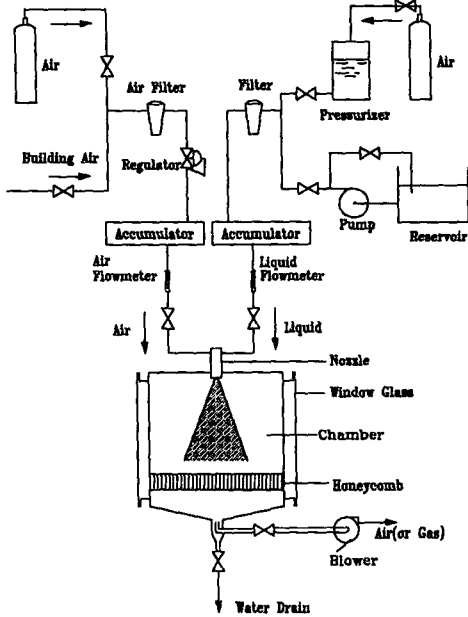 Air
Air Filter
Filter
Air
Pressurizer
Building Air
Regulator
Pump
Reservoir
Accumulator
Accumulator
Air
Flowmeter
Liquid
Flowmeter
Air
Liquid
Nozzle
Window Glass
Chamber
Honeycomb
Air(or Gas)
Blower
Water Drain